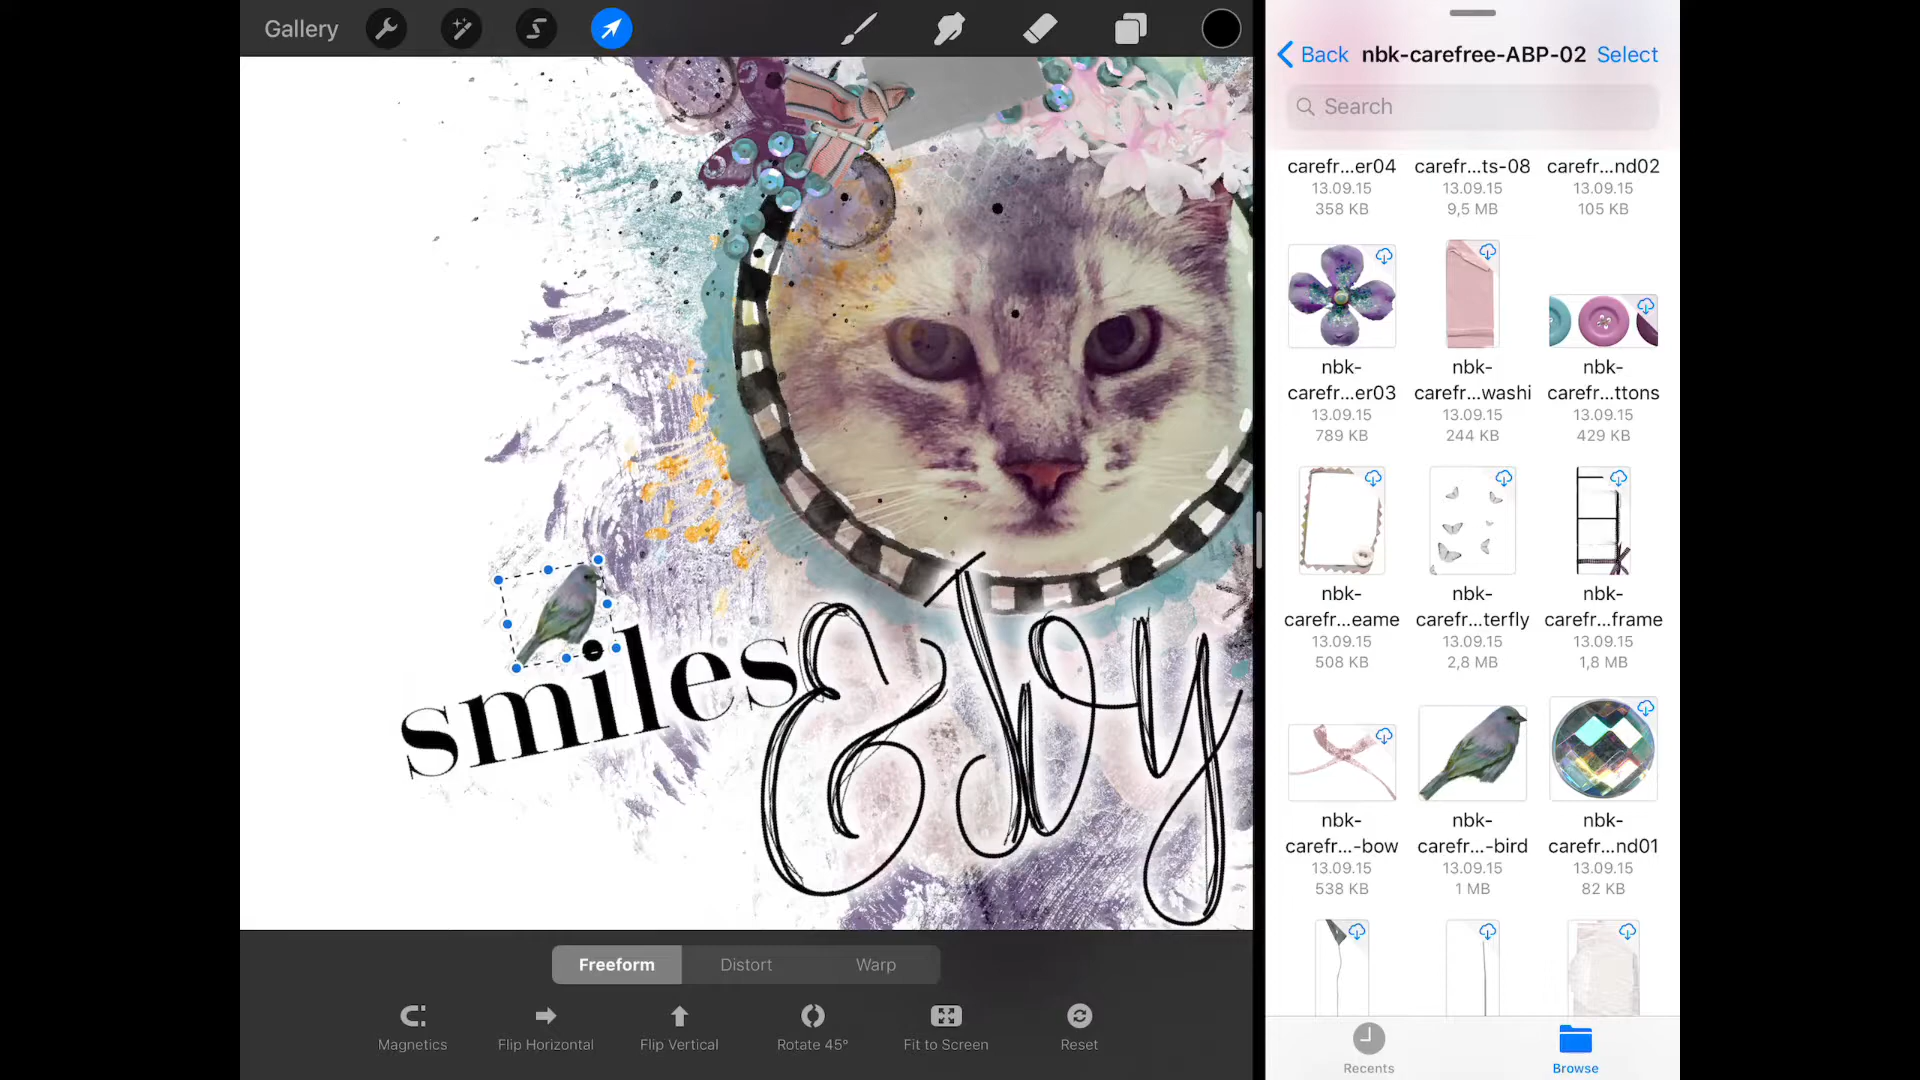 Gallery
smiles
& Joy
Freeform Distort Warp
Magnetics Flip Horizontal Flip Vertical Rotate 45° Fit to Screen Reset
Back nbk-carefree-ABP-02 Select
Search
carefr...er04 carefr...ts-08 carefr...nd02
13.09.15 13.09.15 13.09.15
358 KB 9,5 MB 105 KB
nbk- nbk- nbk-
carefr...er03 carefr...washi carefr...ttons
13.09.15 13.09.15 13.09.15
789 KB 244 KB 429 KB
nbk- nbk- nbk-
carefr...eame carefr...terfly carefr...frame
13.09.15 13.09.15 13.09.15
508 KB 2,8 MB 1,8 MB
nbk- nbk- nbk-
carefr...-bow carefr...-bird carefr...nd01
13.09.15 13.09.15 13.09.15
538 KB 1 MB 82 KB
Recents Browse